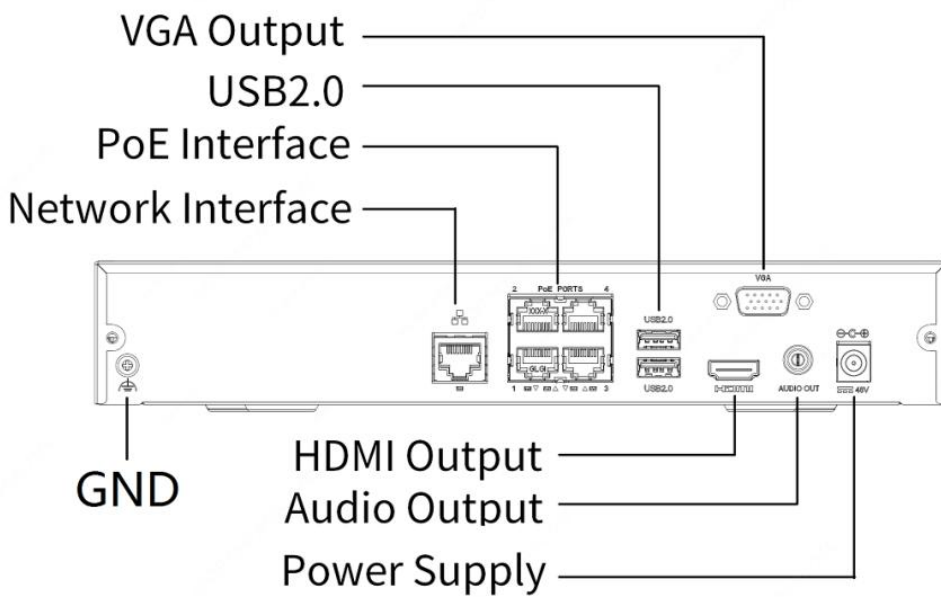 VGA Output
USB2.0
PoE Interface
Network Interface
VGA
2 PoE PORTS 4
USB2.0
1 3
USB2.0
HDMI
AUDIO OUT
48V
GND
HDMI Output
Audio Output
Power Supply